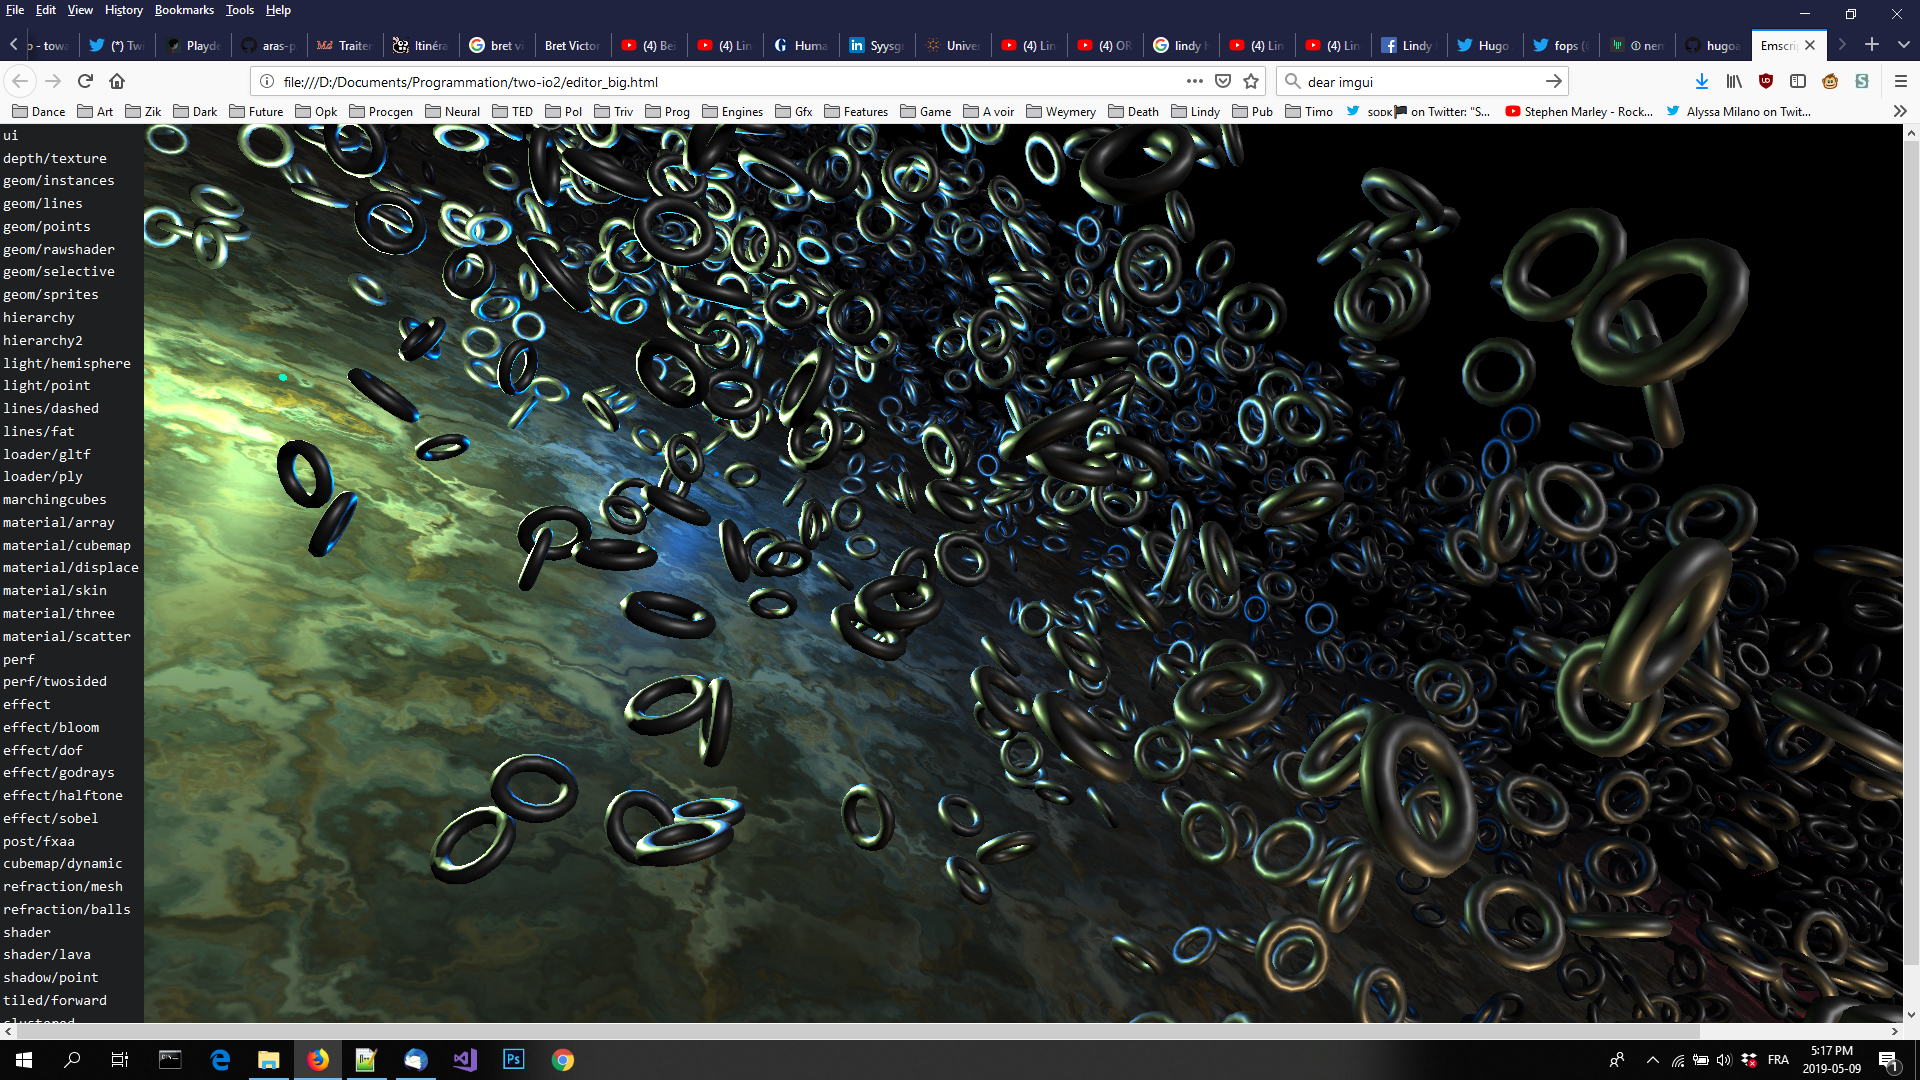 File Edit View History Bookmarks Tools Help
p - towa (*) Twi Playde aras-p Traiter Itinéra bret vi Bret Victor (4) Bei (4) Lin Huma Syysg Univer (4) Lin (4) OR lindy h (4) Lin (4) Lin Lindy Hugo fops ( nen hugoa Emscri
file:///D:/Documents/Programmation/two-io2/editor_big.html dear imgui
Dance Art Zik Dark Future Opk Procgen Neural TED Pol Triv Prog Engines Gfx Features Game A voir Weymery Death Lindy Pub Timo on Twitter: "S... Stephen Marley - Rock... Alyssa Milano on Twit...
ui
depth/texture
geom/instances
geom/lines
geom/points
geom/rawshader
geom/selective
geom/sprites
hierarchy
hierarchy2
light/hemisphere
light/point
lines/dashed
lines/fat
loader/gltf
loader/ply
marchingcubes
material/array
material/cubemap
material/displace
material/skin
material/three
material/scatter
perf
perf/twosided
effect
effect/bloom
effect/dof
effect/godrays
effect/halftone
effect/sobel
post/fxaa
cubemap/dynamic
refraction/mesh
refraction/balls
shader
shader/lava
shadow/point
tiled/forward
clustered
FRA
5:17 PM
2019-05-09
1